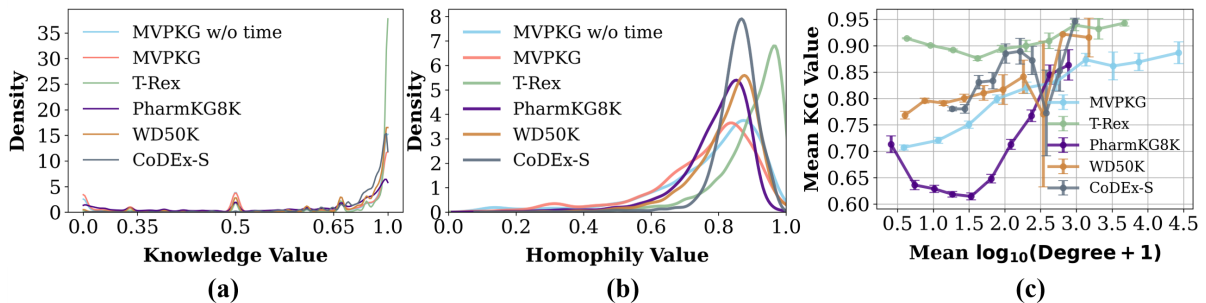 Density
35
30
25
20
15
10
5
0
MVPKG w/o time
MVPKG
T-Rex
PharmKG8K
WD50K
CoDEx-S
0.0 0.35 0.5 0.65 1.0
Knowledge Value
(a)
Density
8
7
6
5
4
3
2
1
0
MVPKG w/o time
MVPKG
T-Rex
PharmKG8K
WD50K
CoDEx-S
0.0 0.2 0.4 0.6 0.8 1.0
Homophily Value
(b)
Mean KG Value
0.95
0.90
0.85
0.80
0.75
0.70
0.65
0.60
MVPKG
T-Rex
PharmKG8K
WD50K
CoDEx-S
0.5 1.0 1.5 2.0 2.5 3.0 3.5 4.0 4.5
Mean log₁₀(Degree + 1)
(c)